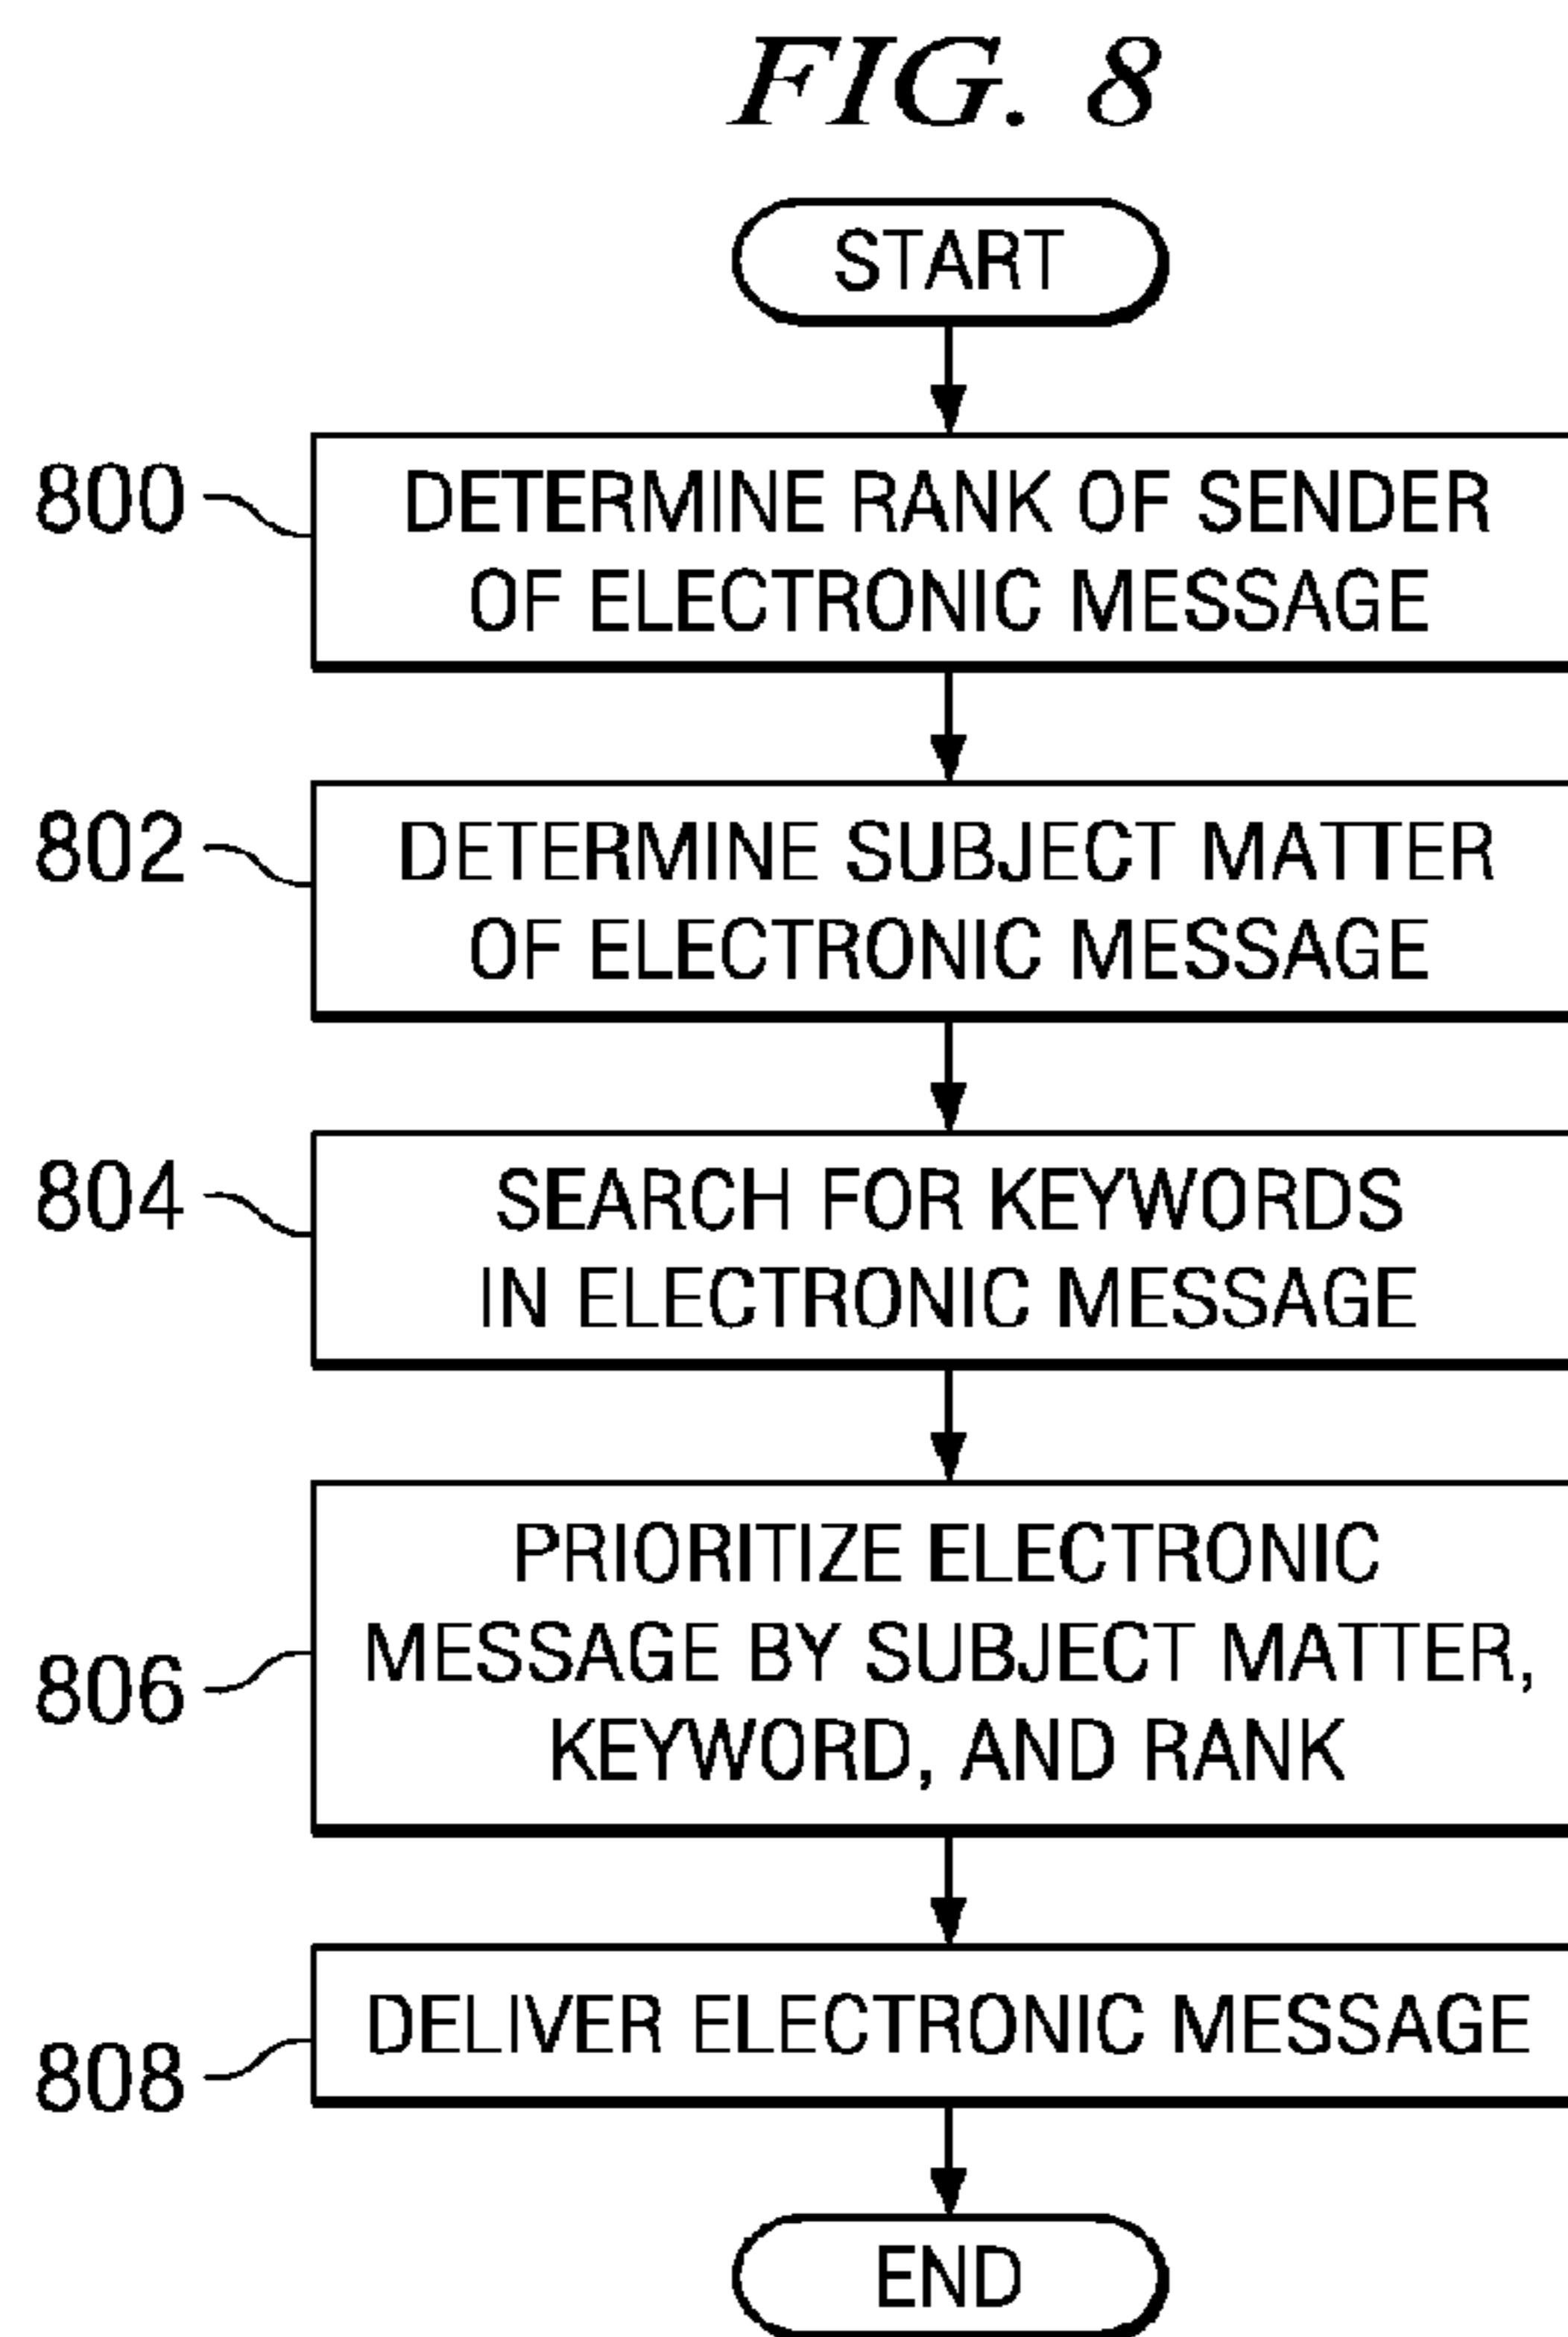 FIG. 8
START
800
DETERMINE RANK OF SENDER
OF ELECTRONIC MESSAGE
802
DETERMINE SUBJECT MATTER
OF ELECTRONIC MESSAGE
804
SEARCH FOR KEYWORDS
IN ELECTRONIC MESSAGE
806
PRIORITIZE ELECTRONIC
MESSAGE BY SUBJECT MATTER,
KEYWORD, AND RANK
808
DELIVER ELECTRONIC MESSAGE
END